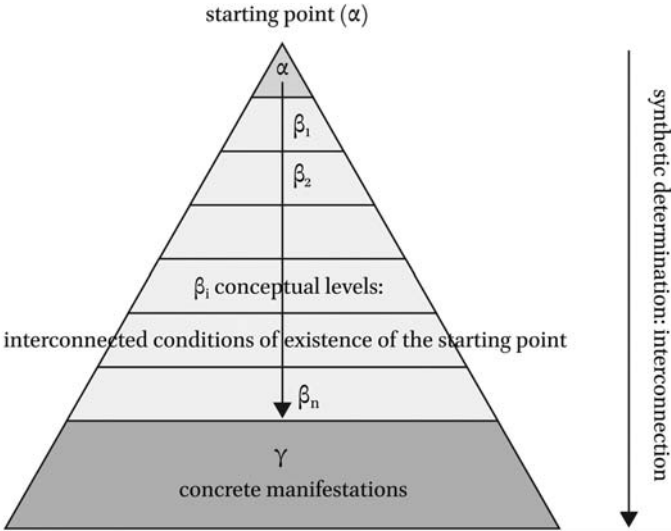 starting point (α)
α
β₁
β₂
βᵢ conceptual levels:
interconnected conditions of existence of the starting point
βₙ
γ
concrete manifestations
synthetic determination: interconnection